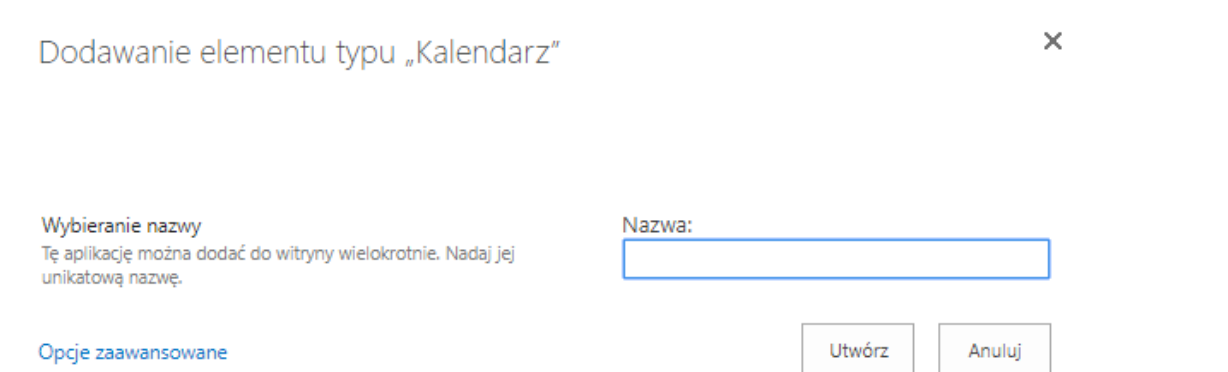 Dodawanie elementu typu „Kalendarz”
Wybieranie nazwy
Tę aplikację można dodać do witryny wielokrotnie. Nadaj jej
unikatową nazwę.
Nazwa:
Opcje zaawansowane
Utwórz
Anuluj